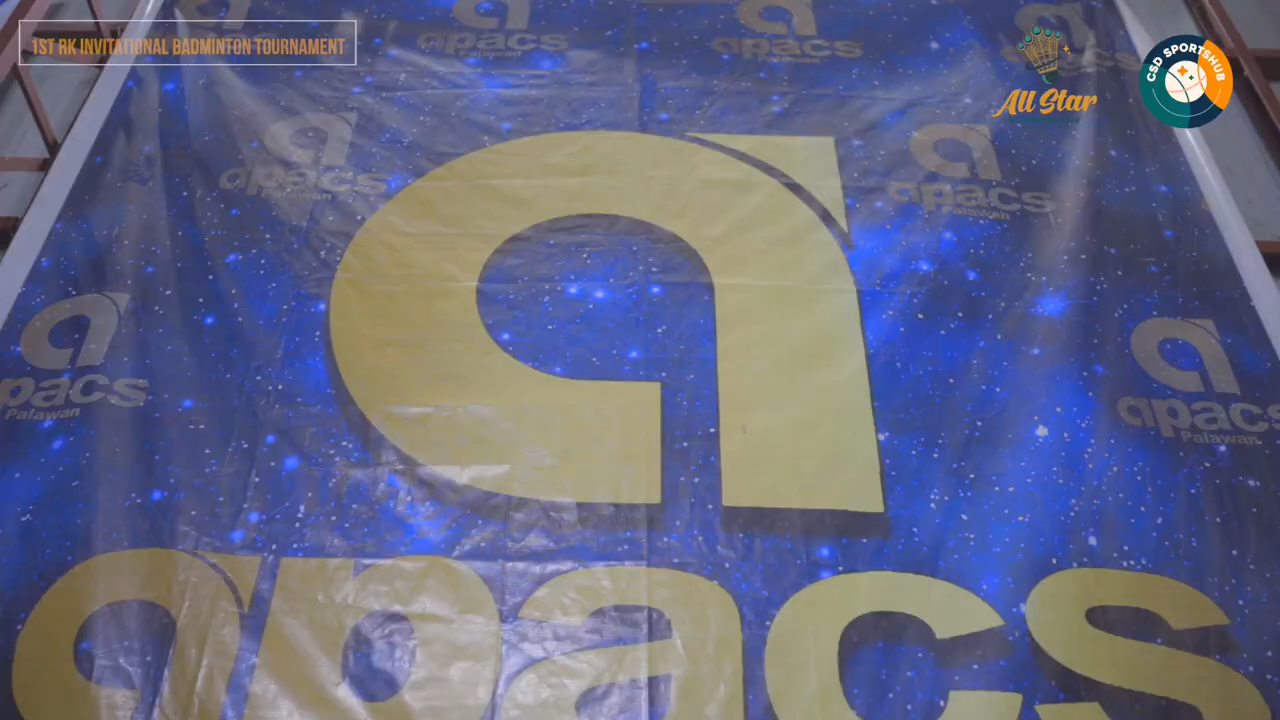 1ST RK INVITATIONAL BADMINTON TOURNAMENT
All Star
CSD SPORTSHUB
apacs
apacs
apacs
Palawan
apacs
Palawan
apacs
Palawan
apacs
Palawan
apacs